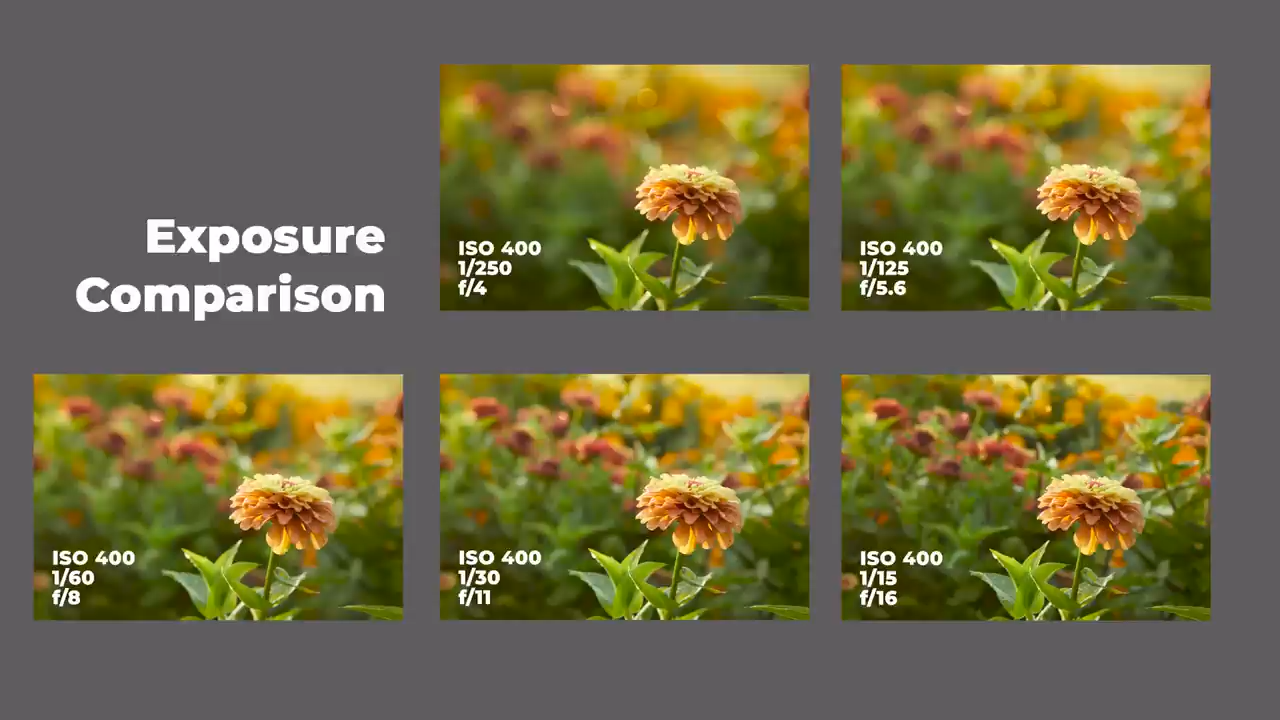 Exposure
Comparison
ISO 400
1/250
f/4
ISO 400
1/125
f/5.6
ISO 400
1/60
f/8
ISO 400
1/30
f/11
ISO 400
1/15
f/16